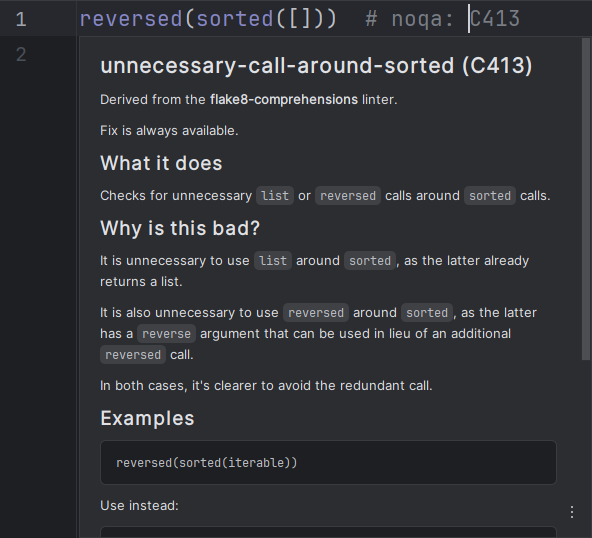 1 reversed(sorted([])) # noqa: C413
2
unnecessary-call-around-sorted (C413)
Derived from the flake8-comprehensions linter.
Fix is always available.
What it does
Checks for unnecessary list or reversed calls around sorted calls.
Why is this bad?
It is unnecessary to use list around sorted, as the latter already
returns a list.
It is also unnecessary to use reversed around sorted, as the latter
has a reverse argument that can be used in lieu of an additional
reversed call.
In both cases, it's clearer to avoid the redundant call.
Examples
reversed(sorted(iterable))
Use instead: